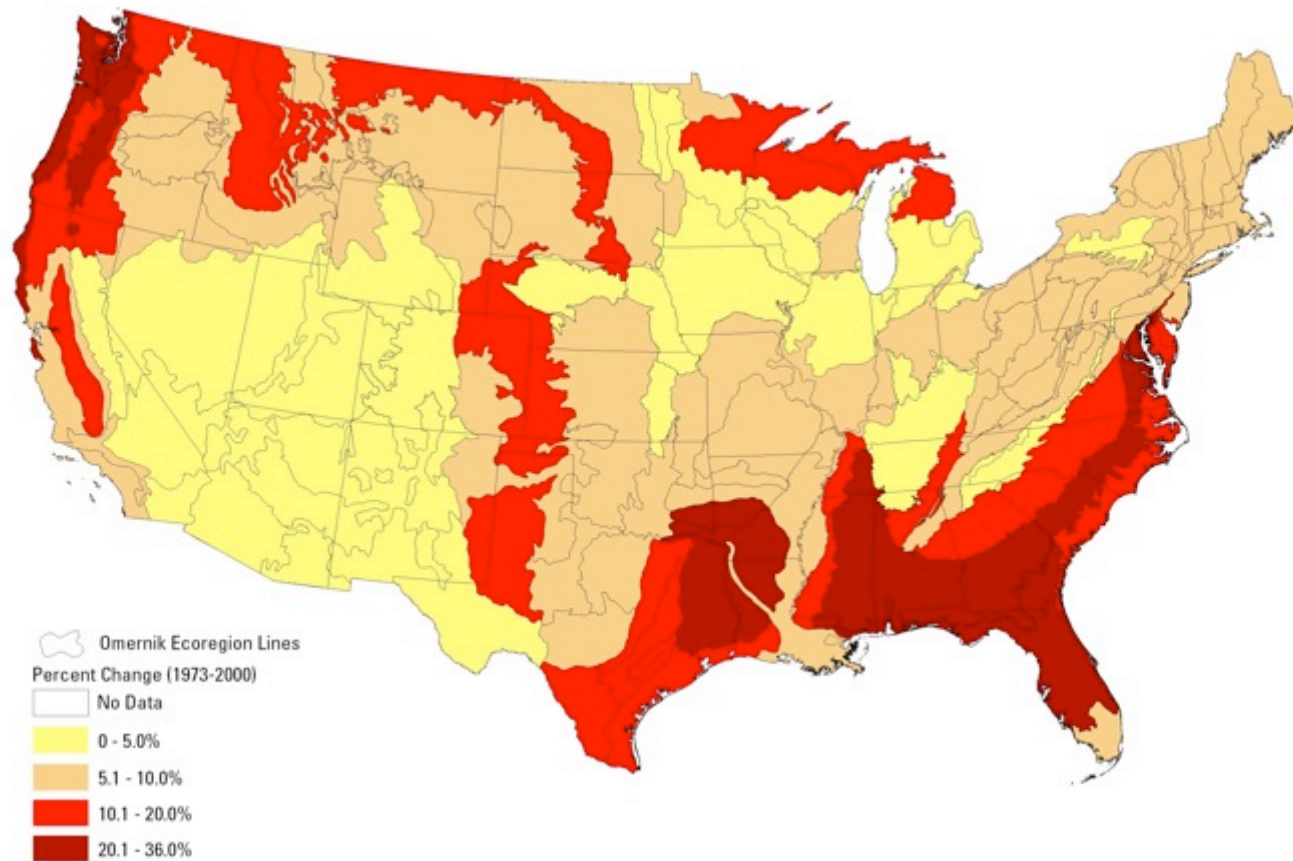 Omernik Ecoregion Lines
Percent Change (1973-2000)
No Data
0 - 5.0%
5.1 - 10.0%
10.1 - 20.0%
20.1 - 36.0%